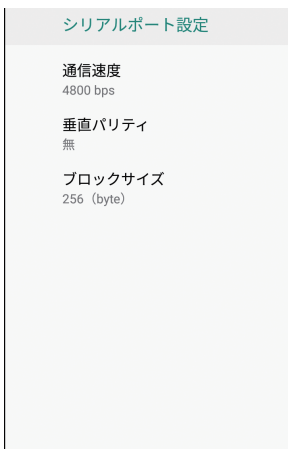 シリアルポート設定
通信速度
4800 bps
垂直パリティ
無
ブロックサイズ
256（byte）